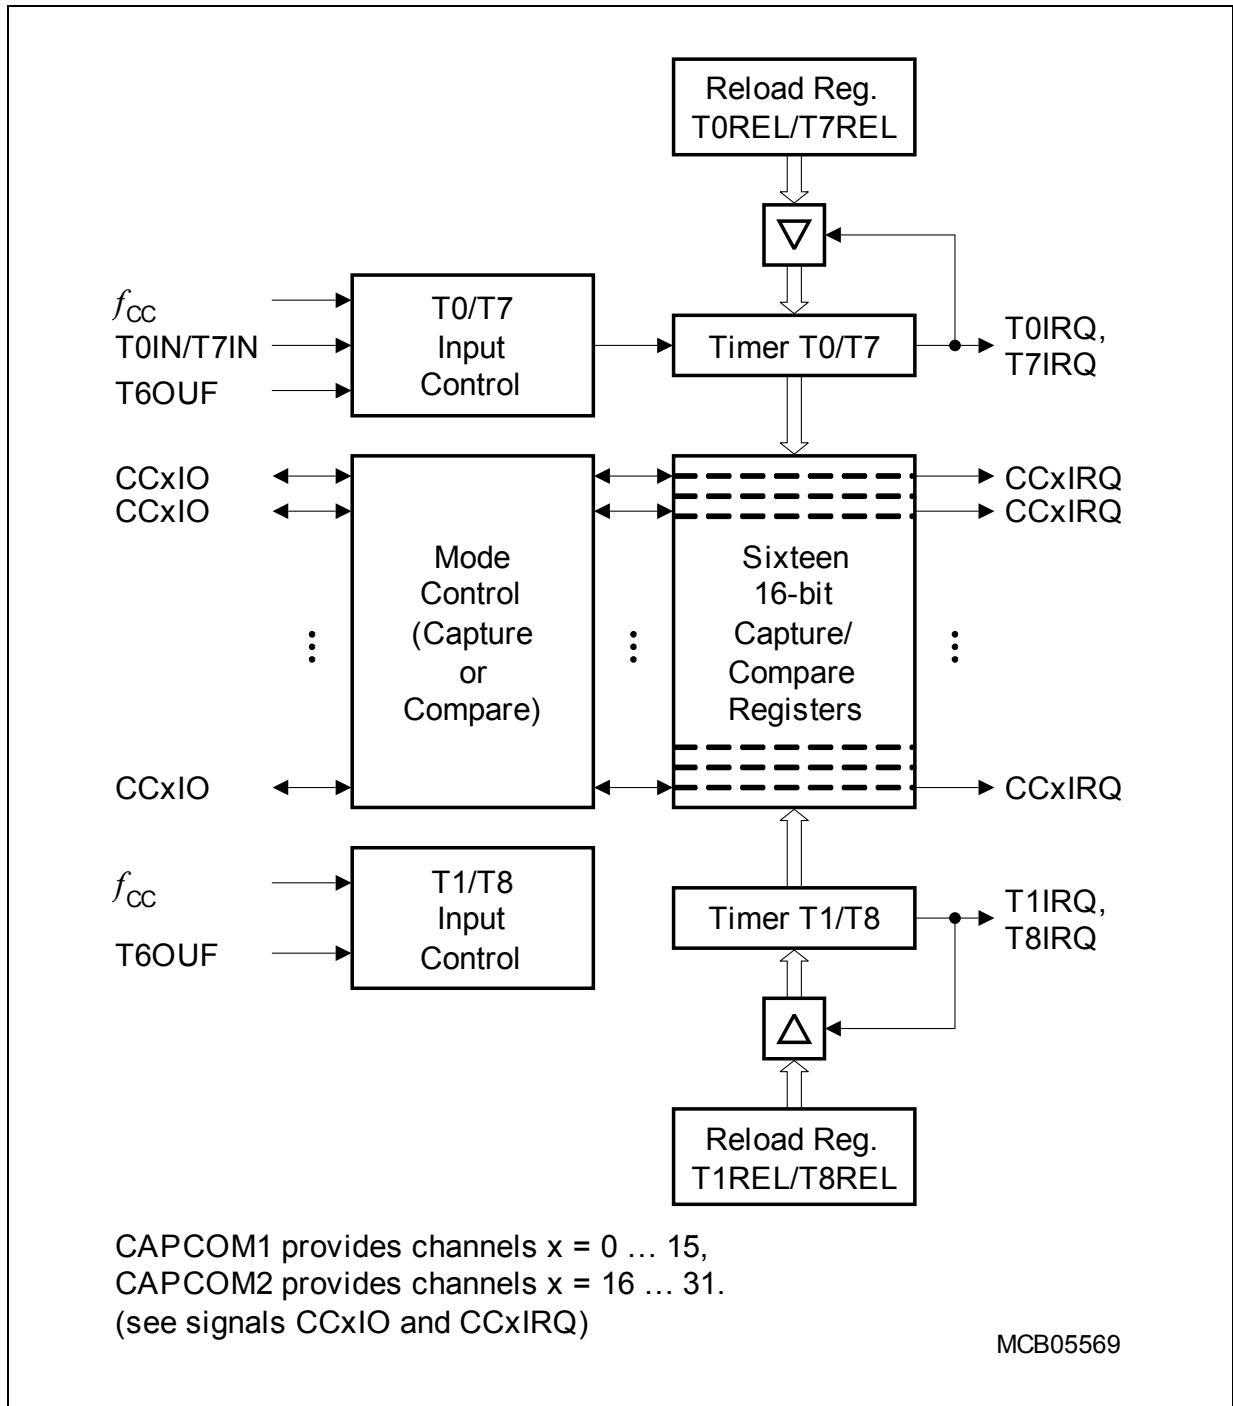 Reload Reg.
T0REL/T7REL
f CC
T0IN/T7IN
T6OUF
T0/T7
Input
Control
Timer T0/T7
T0IRQ,
T7IRQ
CCxIO
CCxIO
CCxIO
Mode
Control
(Capture
or
Compare)
Sixteen
16-bit
Capture/
Compare
Registers
CCxIRQ
CCxIRQ
CCxIRQ
f CC
T6OUF
T1/T8
Input
Control
Timer T1/T8
T1IRQ,
T8IRQ
Reload Reg.
T1REL/T8REL
CAPCOM1 provides channels x = 0 … 15,
CAPCOM2 provides channels x = 16 … 31.
(see signals CCxIO and CCxIRQ)
MCB05569